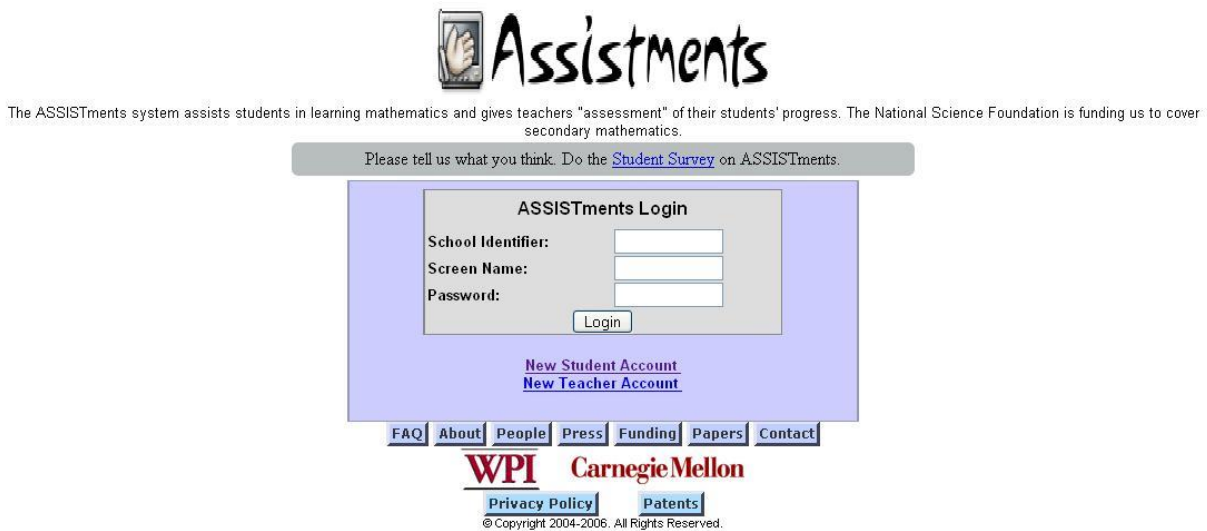 Assistments
The ASSISTments system assists students in learning mathematics and gives teachers "assessment" of their students' progress. The National Science Foundation is funding us to cover
secondary mathematics.
Please tell us what you think. Do the Student Survey on ASSISTments.
ASSISTments Login
School Identifier:
Screen Name:
Password:
Login
New Student Account
New Teacher Account
FAQ About People Press Funding Papers Contact
WPI Carnegie Mellon
Privacy Policy Patents
© Copyright 2004-2006. All Rights Reserved.